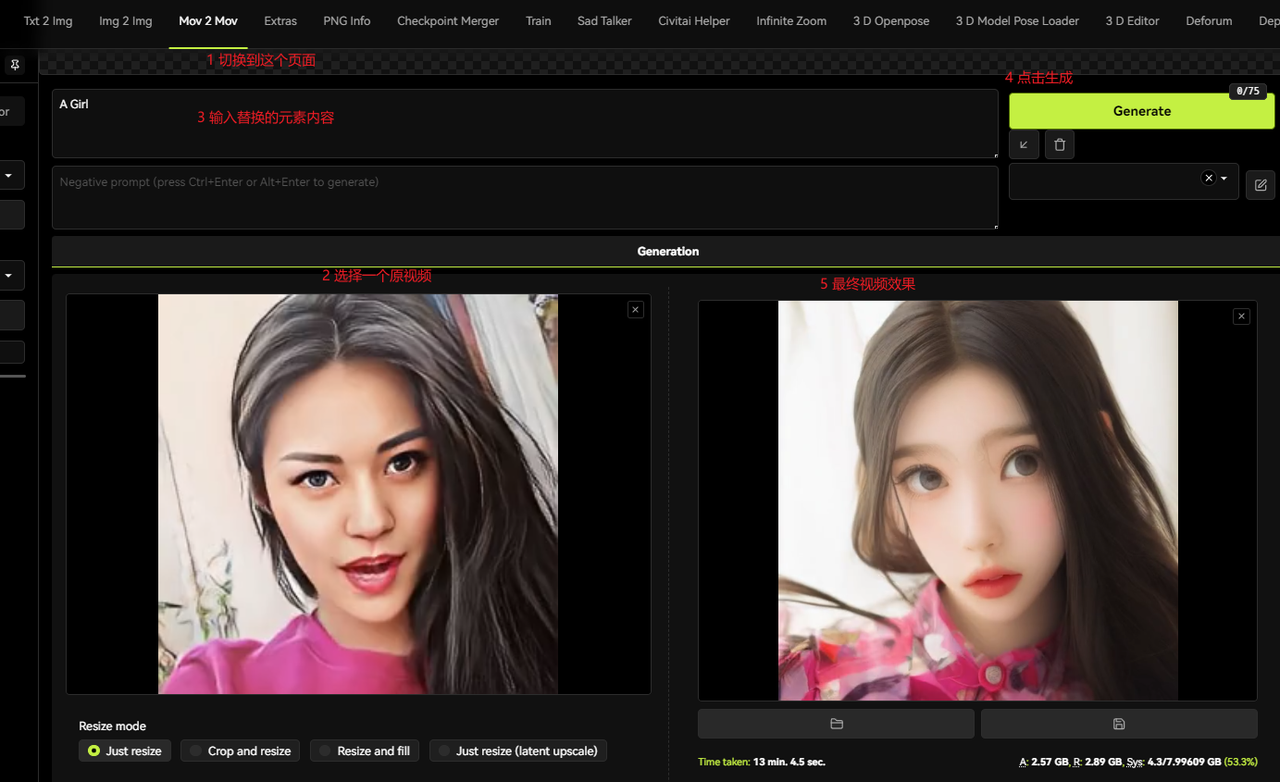 Txt 2 Img Img 2 Img Mov 2 Mov Extras PNG Info Checkpoint Merger Train Sad Talker Civitai Helper Infinite Zoom 3 D Openpose 3 D Model Pose Loader 3 D Editor Deforum Dep
1 切换到这个页面
4 点击生成
0/75
or
A Girl
3 输入替换的元素内容
Generate
Negative prompt (press Ctrl+Enter or Alt+Enter to generate)
Generation
2 选择一个原视频
5 最终视频效果
Resize mode
Just resize Crop and resize Resize and fill Just resize (latent upscale)
Time taken: 13 min. 4.5 sec.
A: 2.57 GB, R: 2.89 GB, Sys: 4.3/7.99609 GB (53.3%)